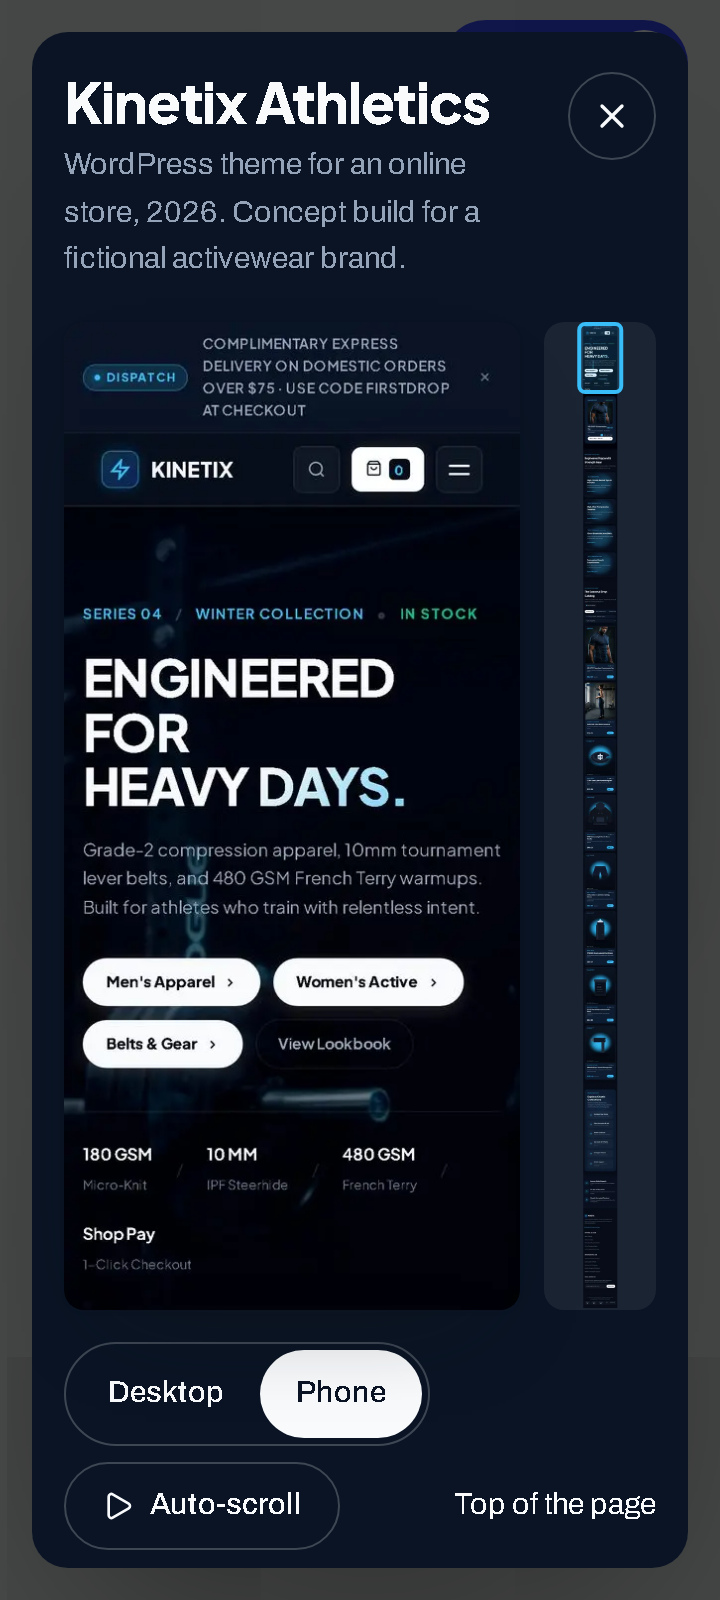 Kinetix Athletics
WordPress theme for an online
store, 2026. Concept build for a
fictional activewear brand.
DISPATCH
COMPLIMENTARY EXPRESS
DELIVERY ON DOMESTIC ORDERS
OVER $75 · USE CODE FIRSTDROP
AT CHECKOUT
KINETIX
0
SERIES 04 / WINTER COLLECTION • IN STOCK
ENGINEERED
FOR
HEAVY DAYS.
Grade-2 compression apparel, 10mm tournament
lever belts, and 480 GSM French Terry warmups.
Built for athletes who train with relentless intent.
Men's Apparel ›
Women's Active ›
Belts & Gear ›
View Lookbook
180 GSM
Micro-Knit
/
10 MM
IPF Steerhide
/
480 GSM
French Terry
/
Shop Pay
1-Click Checkout
ENGINEERED
FOR
HEAVY DAYS.
Desktop
Phone
Auto-scroll
Top of the page